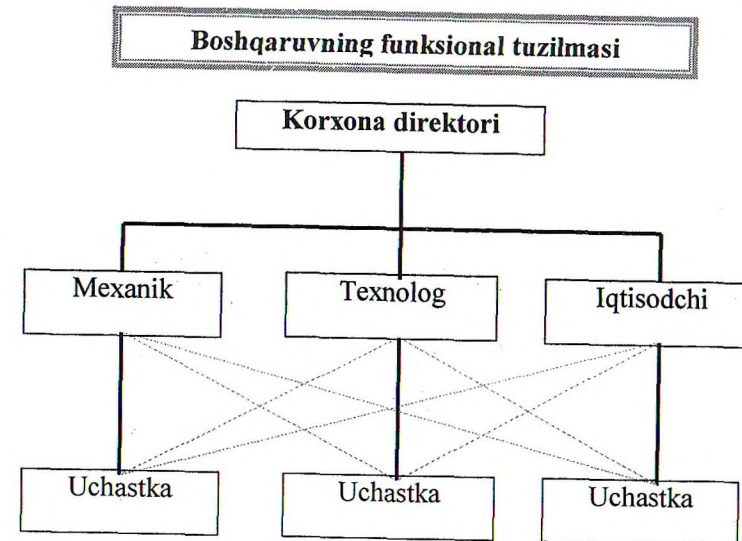 Boshqaruvning funksional tuzilmasi
Korxona direktori
Mexanik
Texnolog
Iqtisodchi
Uchastka
Uchastka
Uchastka